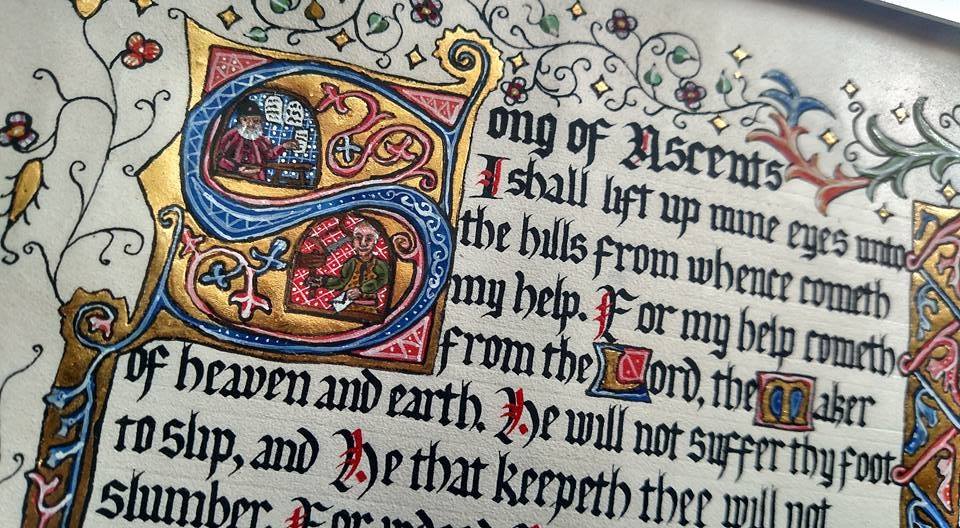 Song of Ascents
I shall lift up mine eyes unto
the hills from whence cometh
my help. For my help cometh
from the Lord, the Maker
of heaven and earth. He will not suffer thy foot
to slip, and He that keepeth thee will not
slumber. For indeed